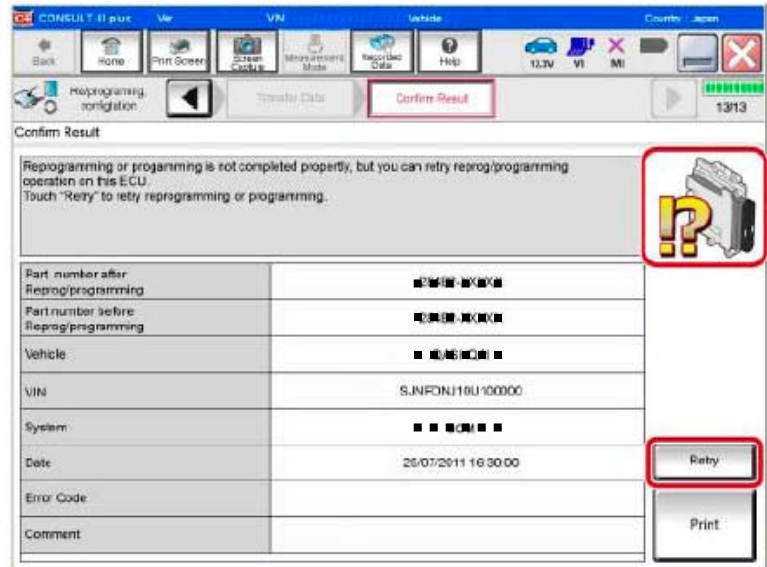 CONSULT-III plus Ver VIN Vehicle Country : Japan
Back Home Print Screen Screen Capture Measurement Mode Recorded Data Help 12.3V VI MI
Transfer Data Confirm Result 13/13
Confirm Result
Reprogramming or progamming is not completed propertly, but you can retry reprog/programming
operation on this ECU.
Touch "Retry" to retry reprogramming or programming.
!?
Part number after
Reprog/programming
Part number before
Reprog/programming
Vehicle
VIN SJNFDNJ10U100000
System
Date 26/07/2011 16:30:00 Retry
Error Code
Print
Comment